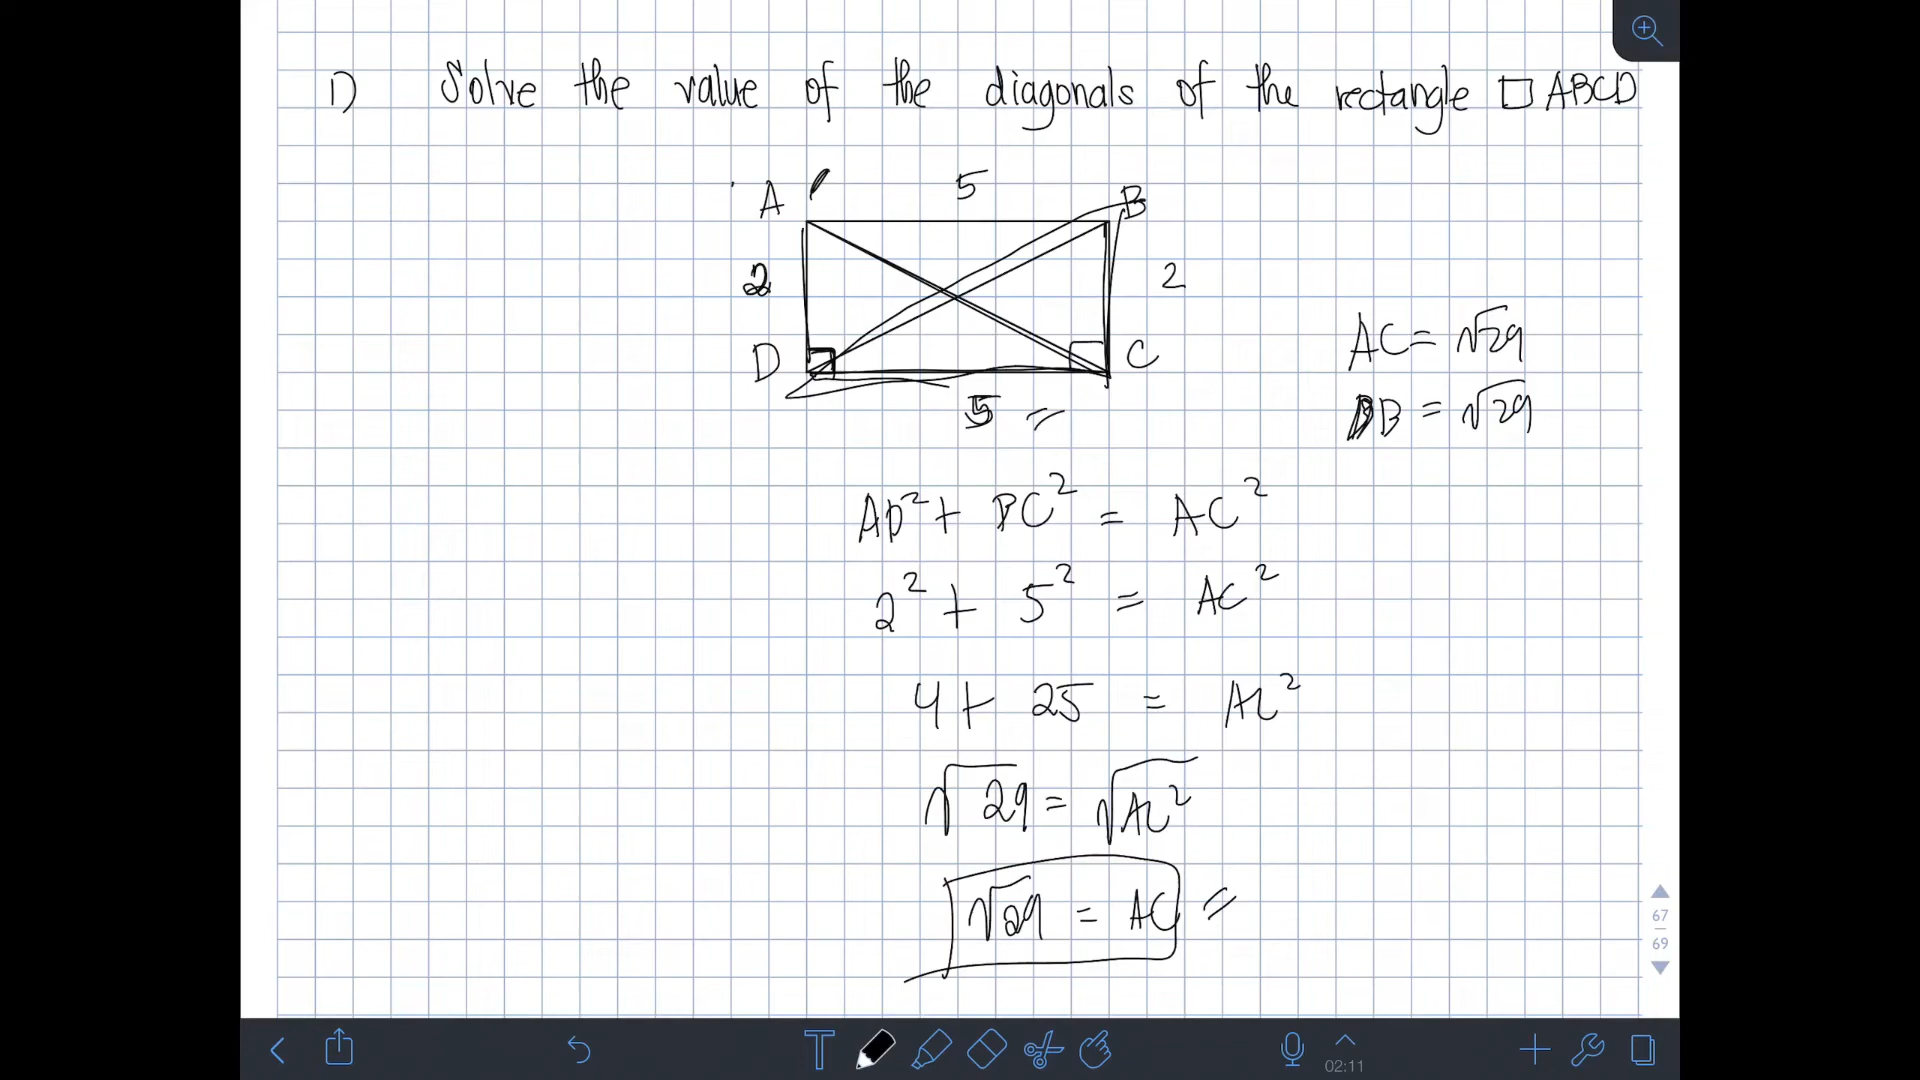 1) Solve the value of the diagonals of the rectangle □ ABCD
A 5 B
2 2
D C
5 =
AC = √29
DB = √29
AD² + DC² = AC²
2² + 5² = AC²
4 + 25 = AC²
√29 = √AC²
√29 = AC =
67
69
T
02:11